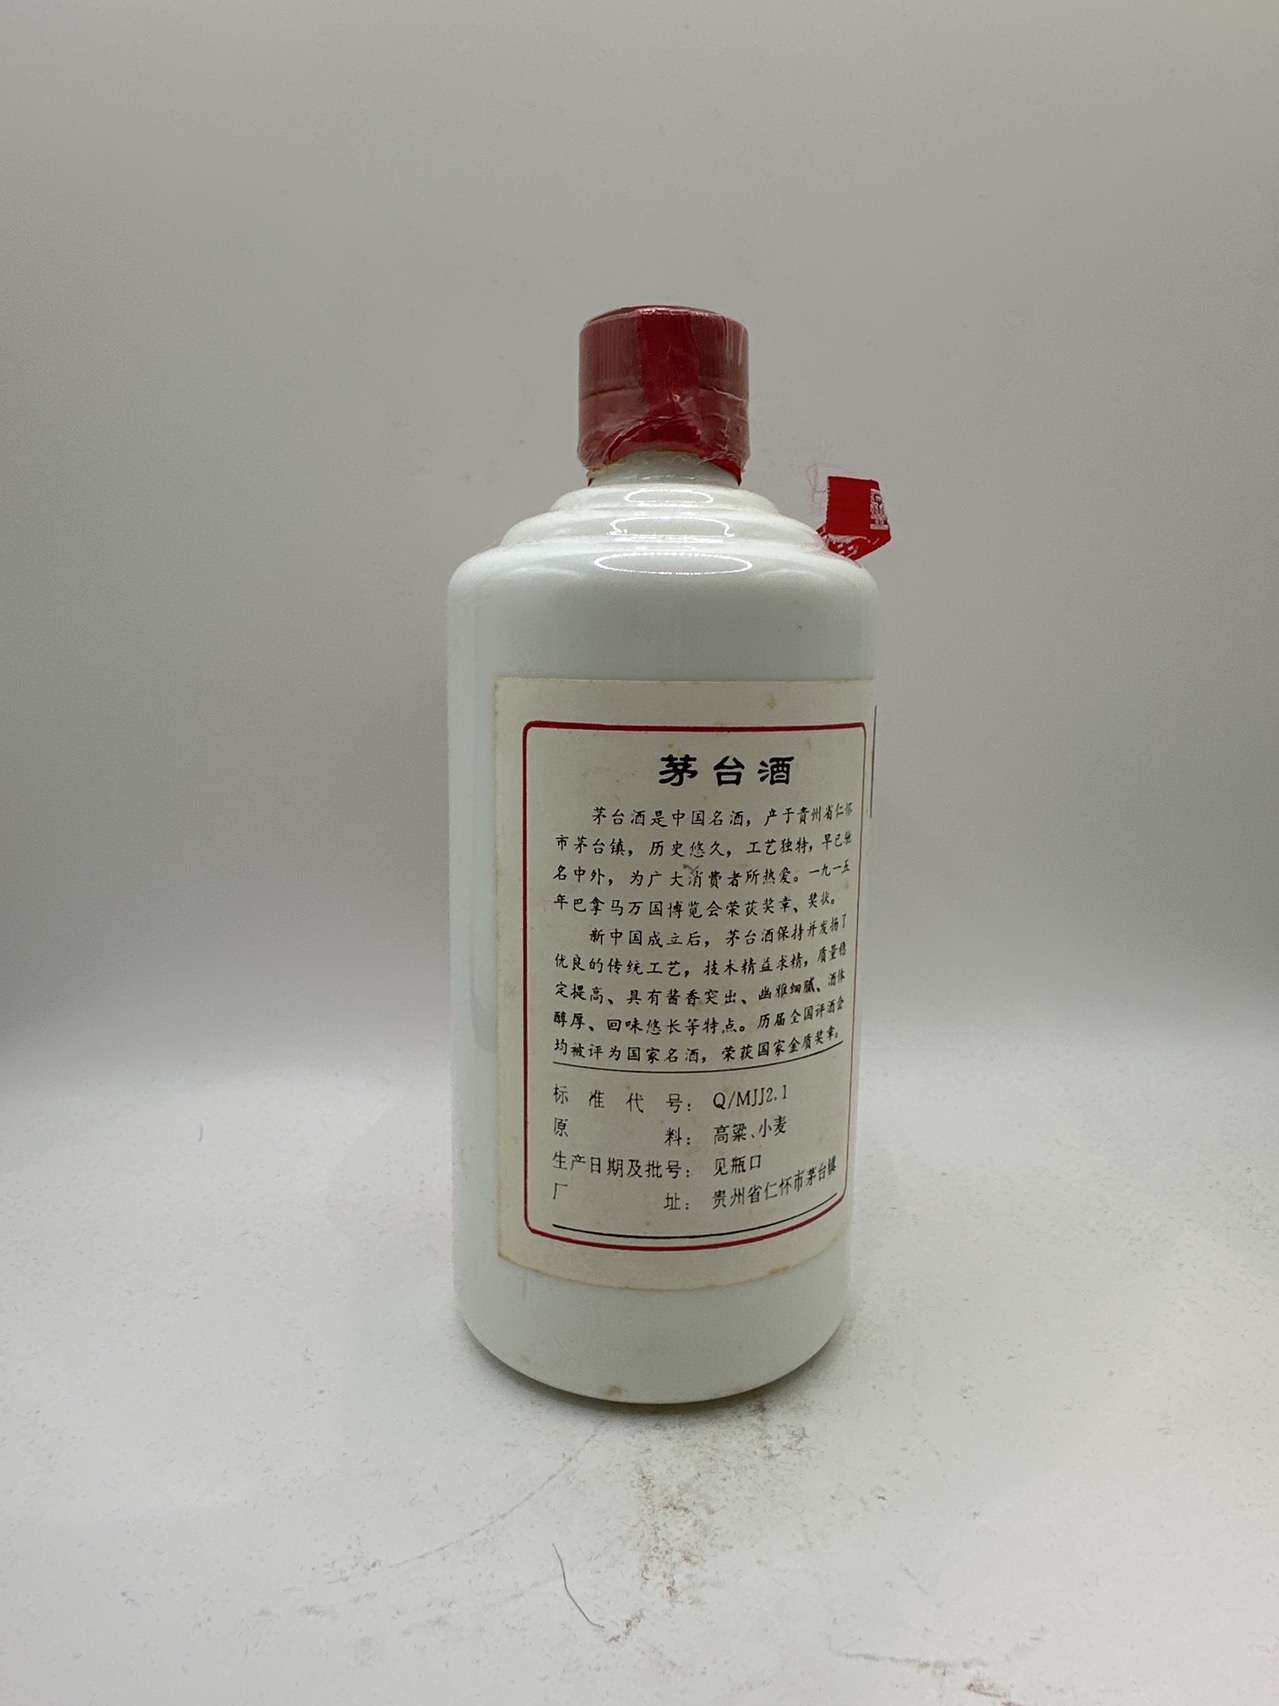 茅台酒
茅台酒是中国名酒，产于贵州省仁怀
市茅台镇，历史悠久，工艺独特，早已驰
名中外，为广大消费者所热爱。一九一五
年巴拿马万国博览会荣获奖章、奖状。
新中国成立后，茅台酒保持并发扬了
优良的传统工艺，技术精益求精，质量稳
定提高、具有酱香突出、幽雅细腻、酒体
醇厚、回味悠长等特点。历届全国评酒会
均被评为国家名酒，荣获国家金质奖章。
标准代号：Q/MJJ2.1
原料：高粱、小麦
生产日期及批号：见瓶口
厂址：贵州省仁怀市茅台镇